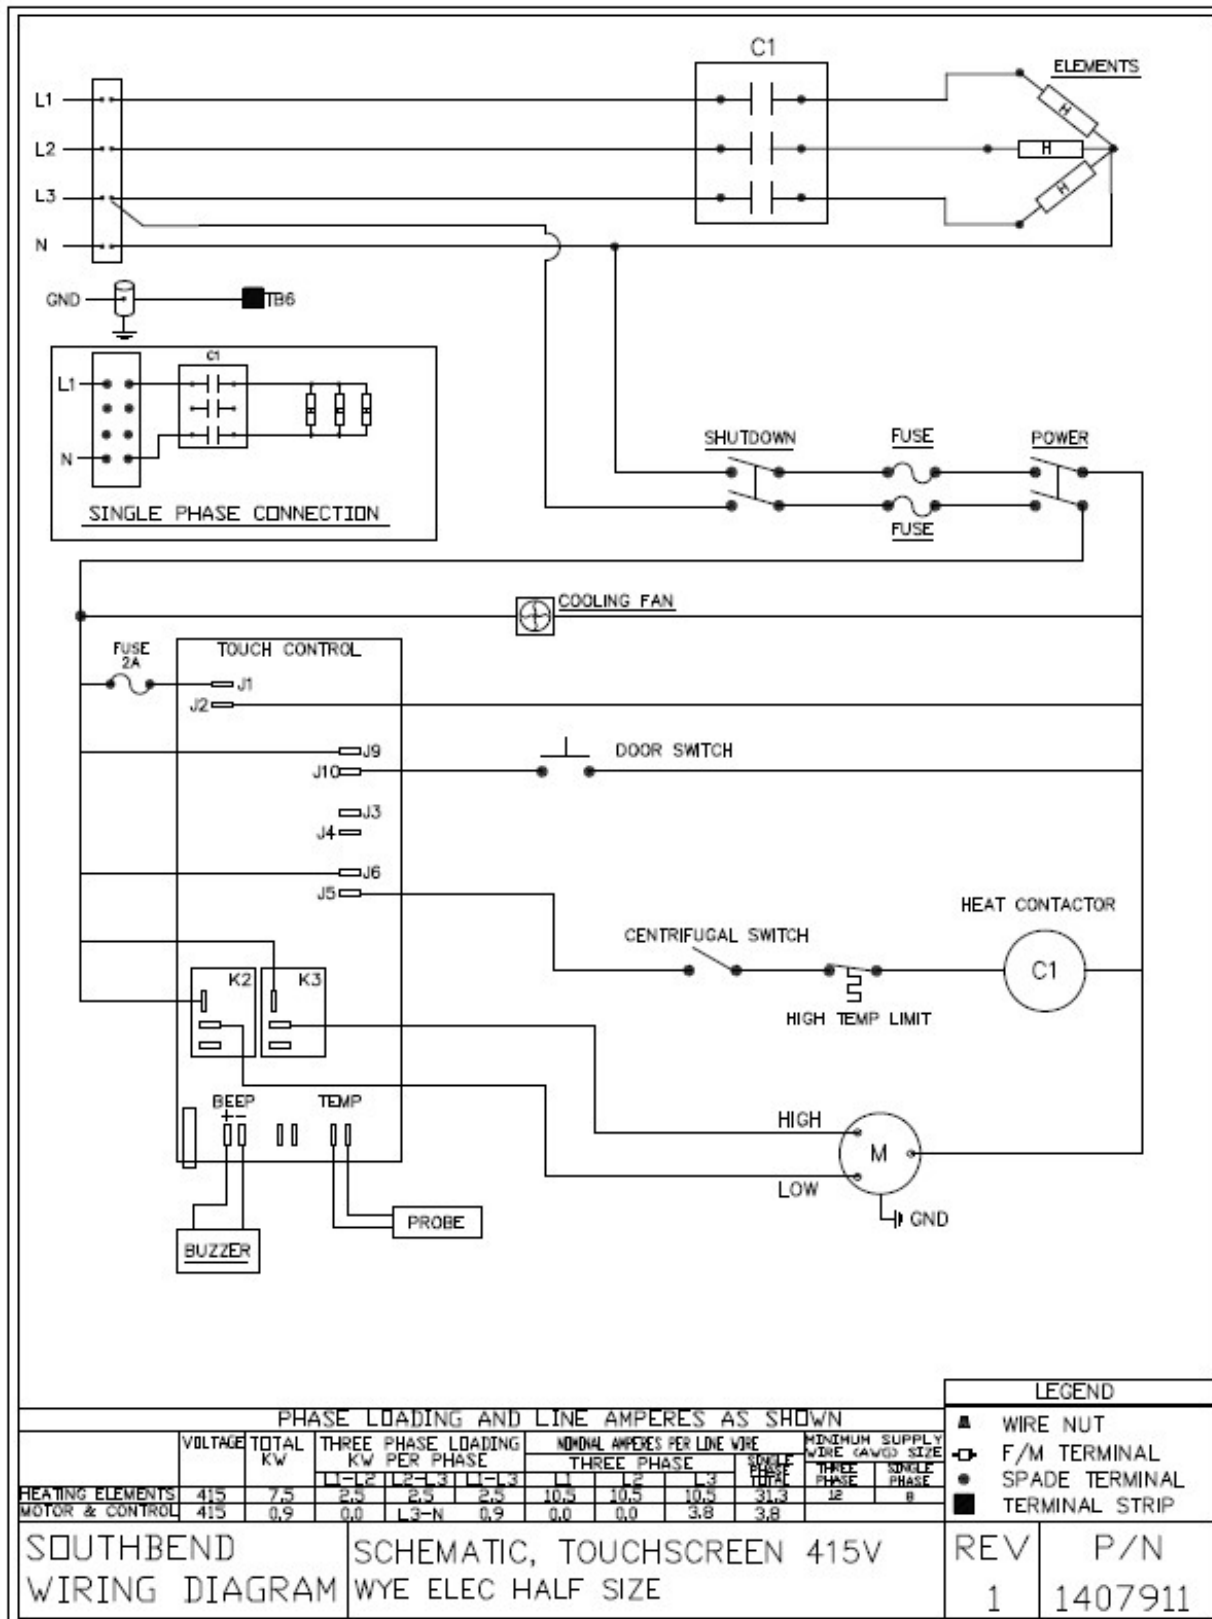 C1
ELEMENTS
L1
H
L2
H
L3
H
N
GND
TB6
C1
L1
N
SINGLE PHASE CONNECTION
SHUTDOWN
FUSE
POWER
FUSE
COOLING FAN
FUSE
2A
TOUCH CONTROL
J1
J2
J9
DOOR SWITCH
J10
J3
J4
J6
J5
HEAT CONTACTOR
CENTRIFUGAL SWITCH
C1
K2
K3
HIGH TEMP LIMIT
BEEP
+ -
TEMP
HIGH
M
LOW
PROBE
GND
BUZZER
LEGEND
WIRE NUT
F/M TERMINAL
SPADE TERMINAL
TERMINAL STRIP
PHASE LOADING AND LINE AMPERES AS SHOWN
VOLTAGE
TOTAL
KW
THREE PHASE LOADING
KW PER PHASE
L1-L2 L2-L3 L1-L3
NOMINAL AMPERES PER LINE WIRE
THREE PHASE
L1 L2 L3
SINGLE
PHASE
TOTAL
MINIMUM SUPPLY
WIRE (AWG) SIZE
THREE
PHASE
SINGLE
PHASE
HEATING ELEMENTS 415 7.5 2.5 2.5 2.5 10.5 10.5 10.5 31.3 12 8
MOTOR & CONTROL 415 0.9 0.0 L3-N 0.9 0.0 0.0 3.8 3.8
SOUTHBEND
WIRING DIAGRAM
SCHEMATIC, TOUCHSCREEN 415V
WYE ELEC HALF SIZE
REV
1
P/N
1407911